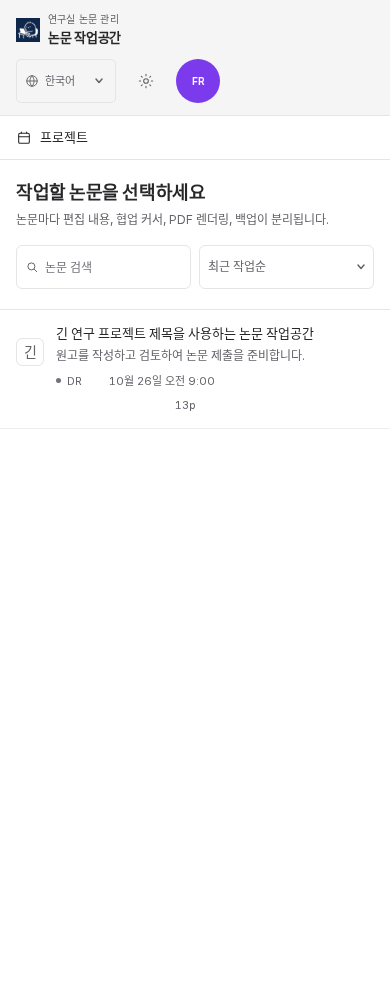 연구실 논문 관리
논문 작업공간
한국어
FR
프로젝트
작업할 논문을 선택하세요
논문마다 편집 내용, 협업 커서, PDF 렌더링, 백업이 분리됩니다.
논문 검색
최근 작업순
긴
긴 연구 프로젝트 제목을 사용하는 논문 작업공간
원고를 작성하고 검토하여 논문 제출을 준비합니다.
DR 10월 26일 오전 9:00
13p